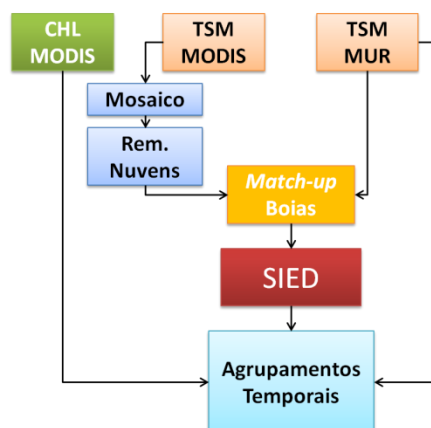 CHL
MODIS
TSM
MODIS
TSM
MUR
Mosaico
Rem.
Nuvens
Match-up
Boias
SIED
Agrupamentos
Temporais